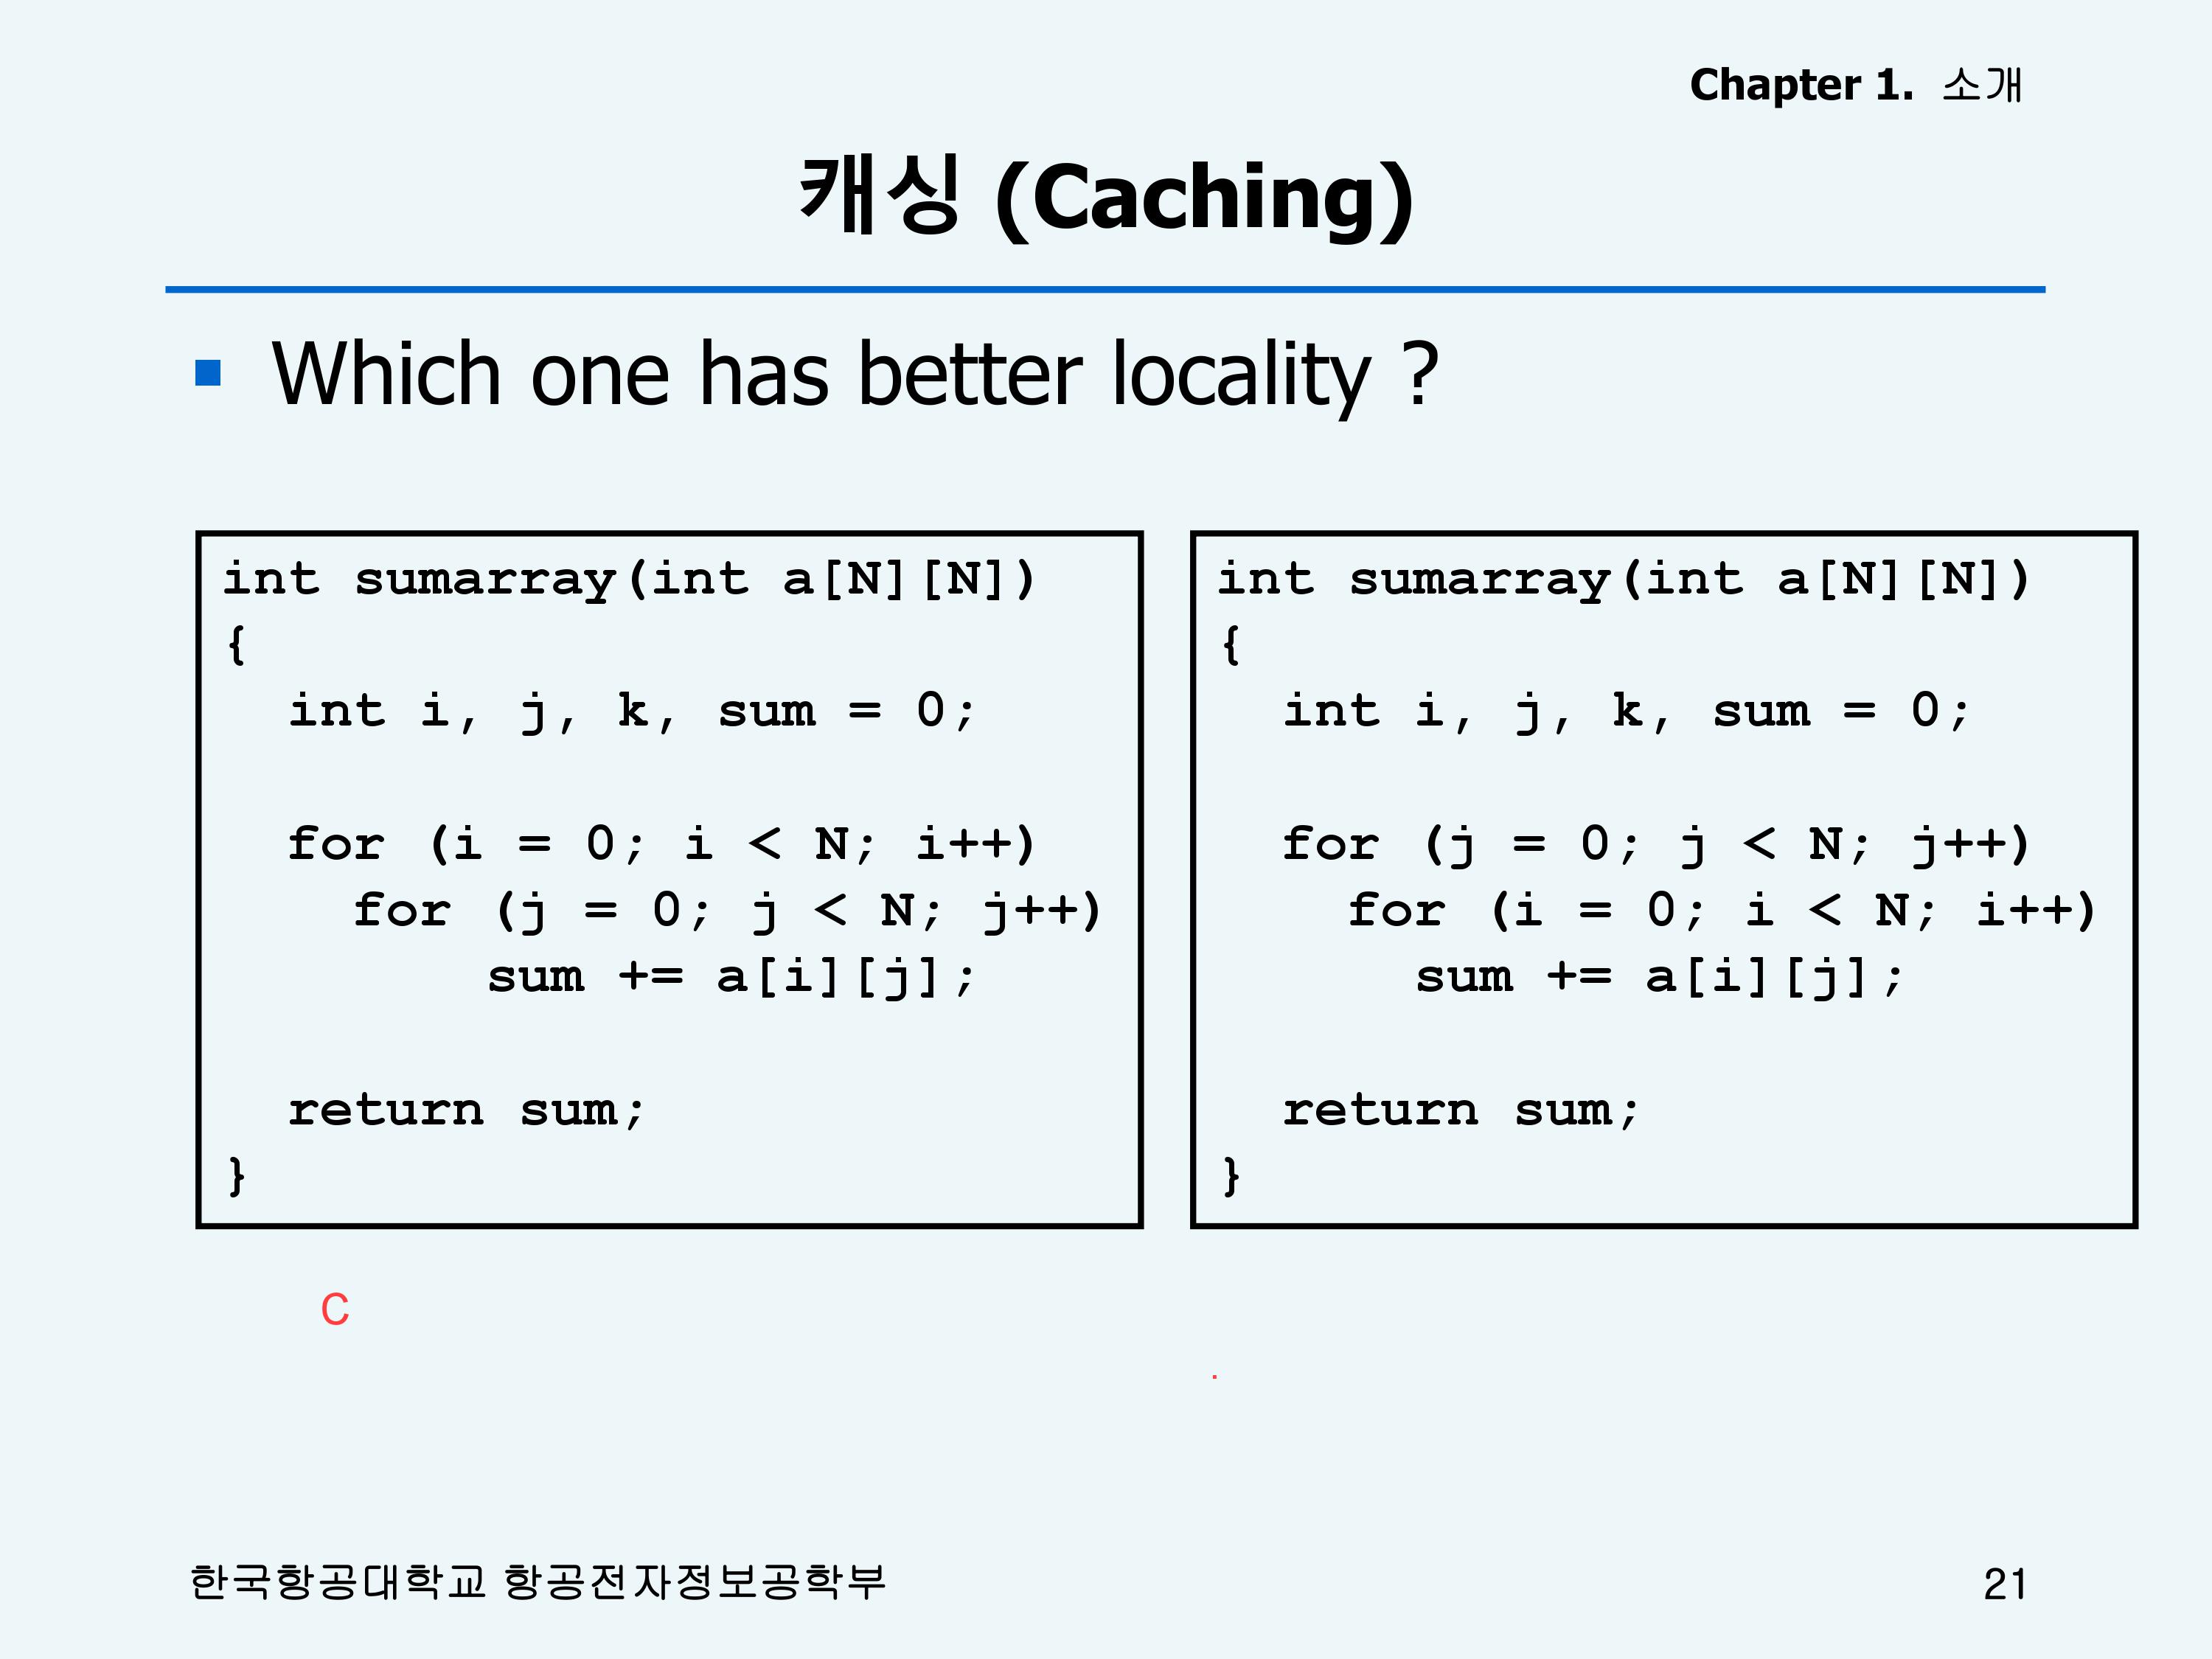 Chapter 1. 소개
캐싱 (Caching)
Which one has better locality ?
int sumarray(int a[N][N])
{
int i, j, k, sum = 0;
for (i = 0; i < N; i++)
for (j = 0; j < N; j++)
sum += a[i][j];
return sum;
}
int sumarray(int a[N][N])
{
int i, j, k, sum = 0;
for (j = 0; j < N; j++)
for (i = 0; i < N; i++)
sum += a[i][j];
return sum;
}
C
.
한국항공대학교 항공전자정보공학부
21